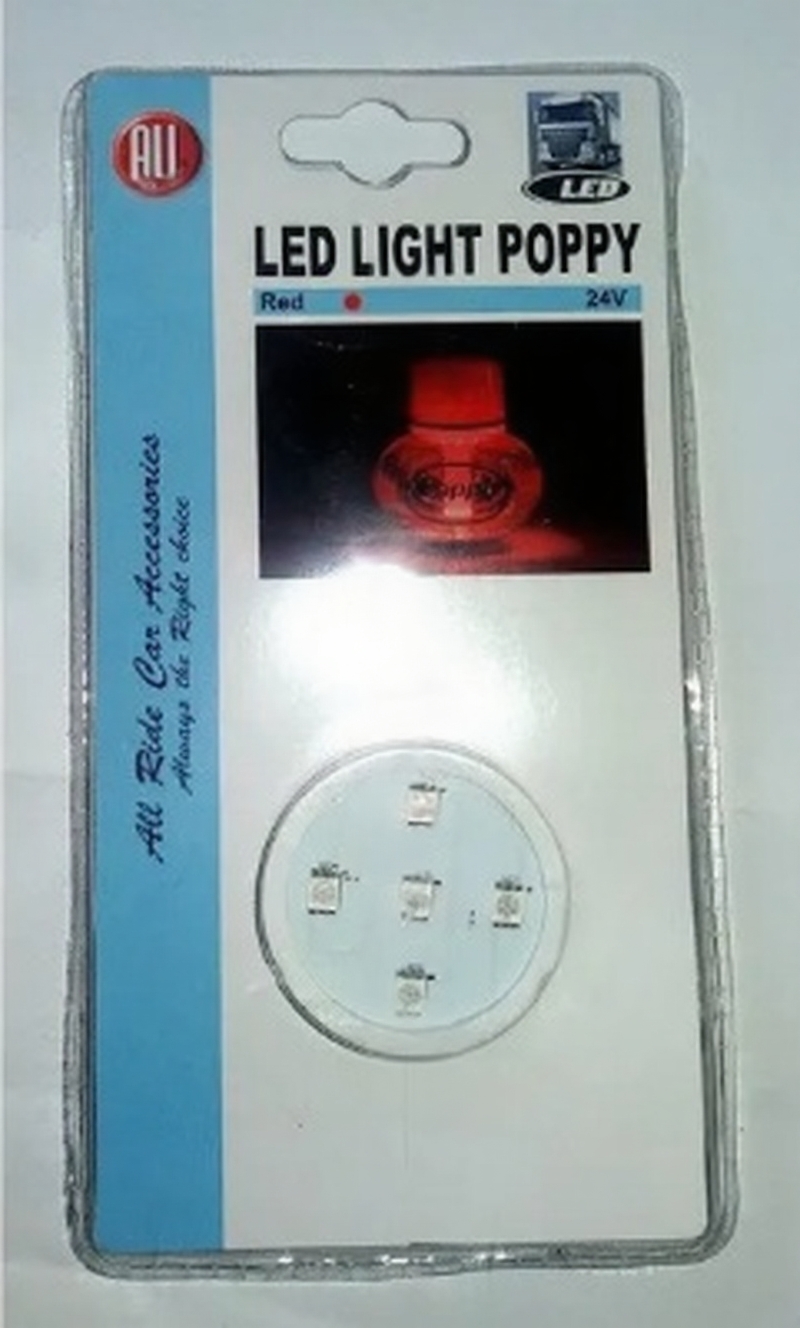 ALL
LED
LED LIGHT POPPY
Red 24V
Poppy
All Ride Car Accessories
Always the Right choice